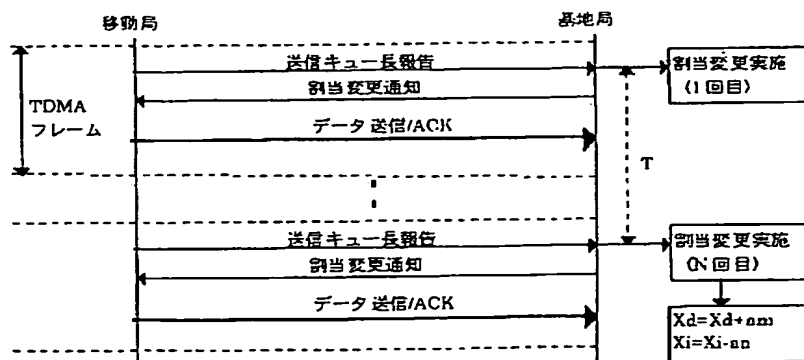 移動局
基地局
送信キュー長報告
割当変更実施
(1回目)
割当変更通知
TDMA
フレーム
データ送信/ACK
T
送信キュー長報告
割当変更実施
(N回目)
割当変更通知
データ送信/ACK
Xd=Xd+am
Xi=Xi-an